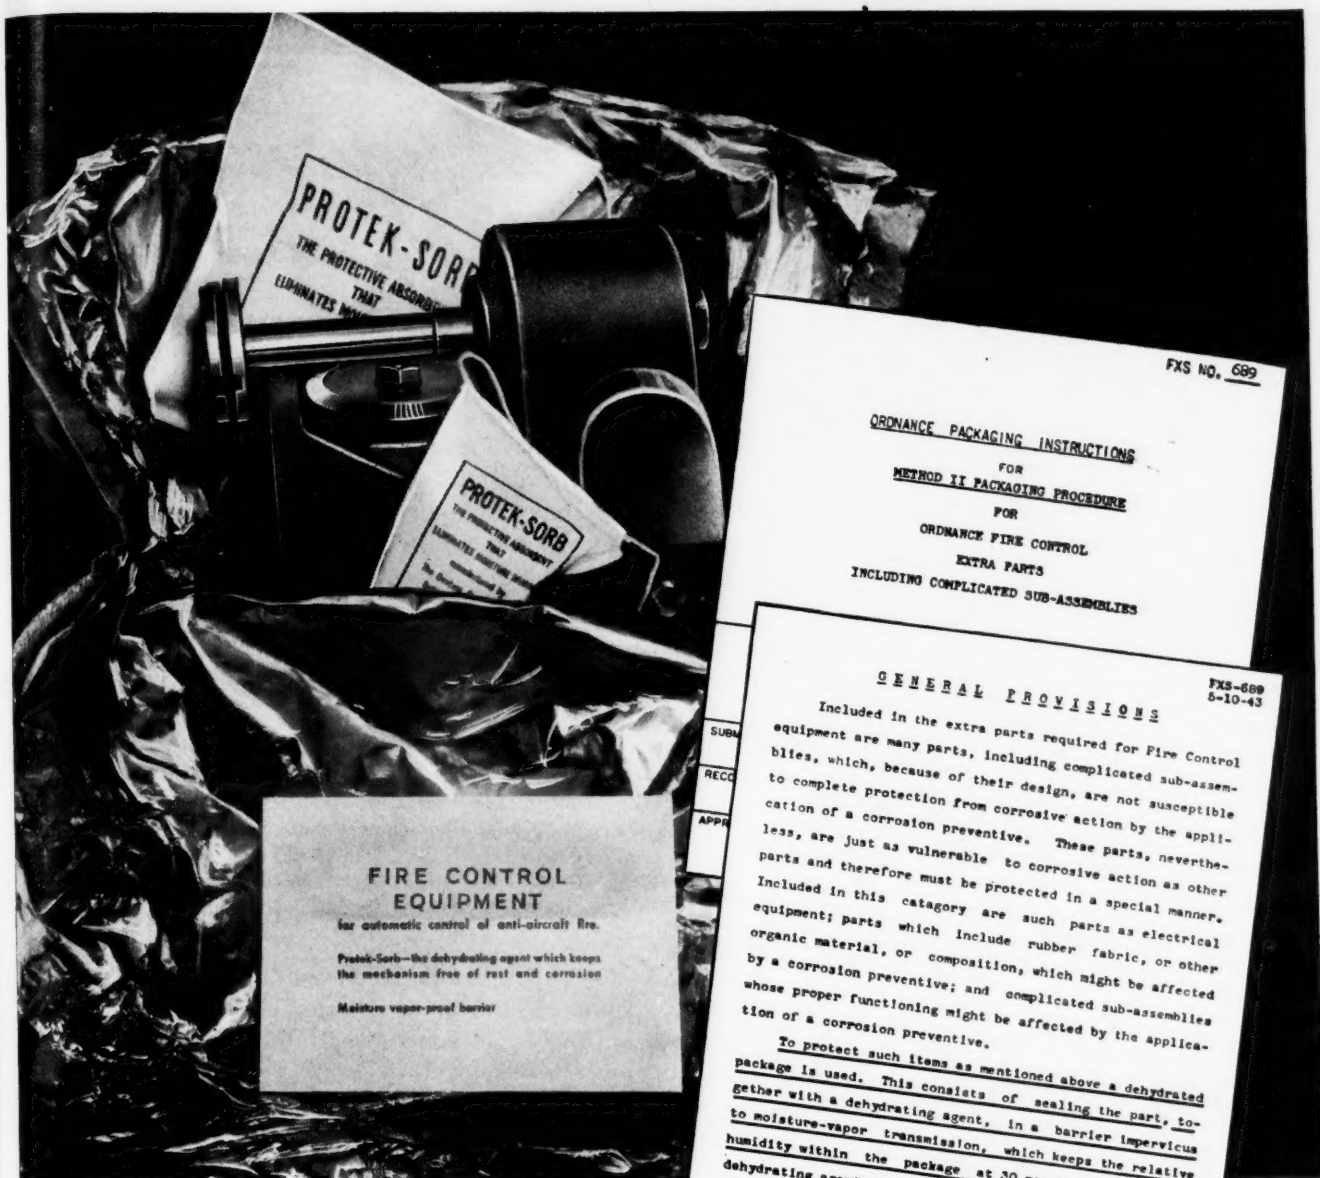 PROTEK-SORB
THE PROTECTIVE
THAT
ELIMINATES
PROTEK-SORB
THE PROTECTIVE ABSORBENT
THAT
ELIMINATES MOISTURE
FIRE CONTROL
EQUIPMENT
for automatic control of anti-aircraft fire.
Protek-Sorb—the dehydrating agent which keeps
the mechanism free of rust and corrosion
Moisture vapor-proof barrier
FXS NO. 689
ORDNANCE PACKAGING INSTRUCTIONS
FOR
METHOD II PACKAGING PROCEDURE
FOR
ORDNANCE FIRE CONTROL
EXTRA PARTS
INCLUDING COMPLICATED SUB-ASSEMBLIES
SUBM
RECO
APPR
FXS-689
5-10-43
GENERAL PROVISIONS
Included in the extra parts required for Fire Control
equipment are many parts, including complicated sub-assem-
blies, which, because of their design, are not susceptible
to complete protection from corrosive action by the appli-
cation of a corrosion preventive. These parts, neverthe-
less, are just as vulnerable to corrosive action as other
parts and therefore must be protected in a special manner.
Included in this catagory are such parts as electrical
equipment; parts which include rubber fabric, or other
organic material, or composition, which might be affected
by a corrosion preventive; and complicated sub-assemblies
whose proper functioning might be affected by the applica-
tion of a corrosion preventive.
To protect such items as mentioned above a dehydrated
package is used. This consists of sealing the part, to-
gether with a dehydrating agent, in a barrier impervicus
to moisture-vapor transmission, which keeps the relative
humidity within the package at 30
dehydrating